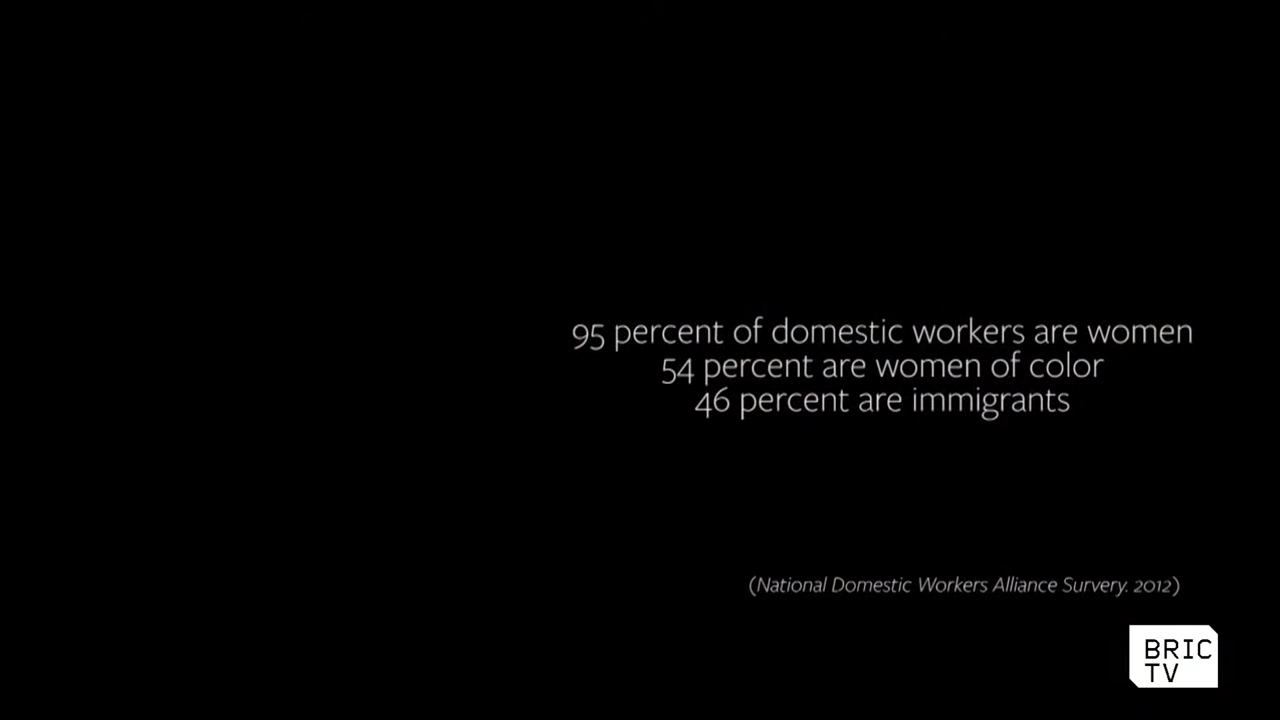 95 percent of domestic workers are women
54 percent are women of color
46 percent are immigrants
(National Domestic Workers Alliance Survery. 2012)
BRIC
TV